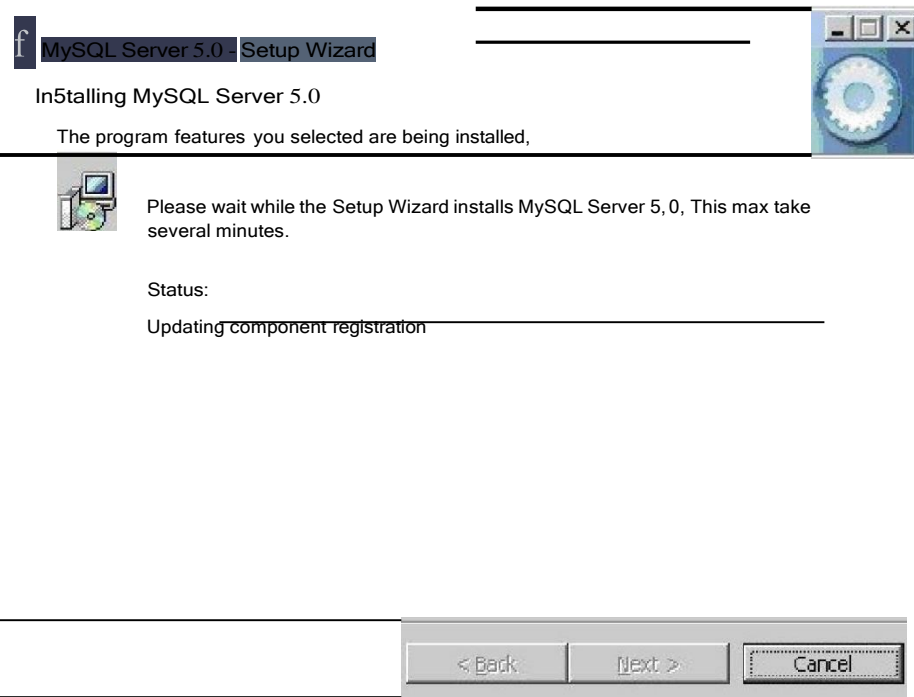 f MySQL Server 5.0 - Setup Wizard
In5talling MySQL Server 5.0
The program features you selected are being installed,
Please wait while the Setup Wizard installs MySQL Server 5,0, This max take
several minutes.
Status:
Updating component registration
< Back Next > Cancel